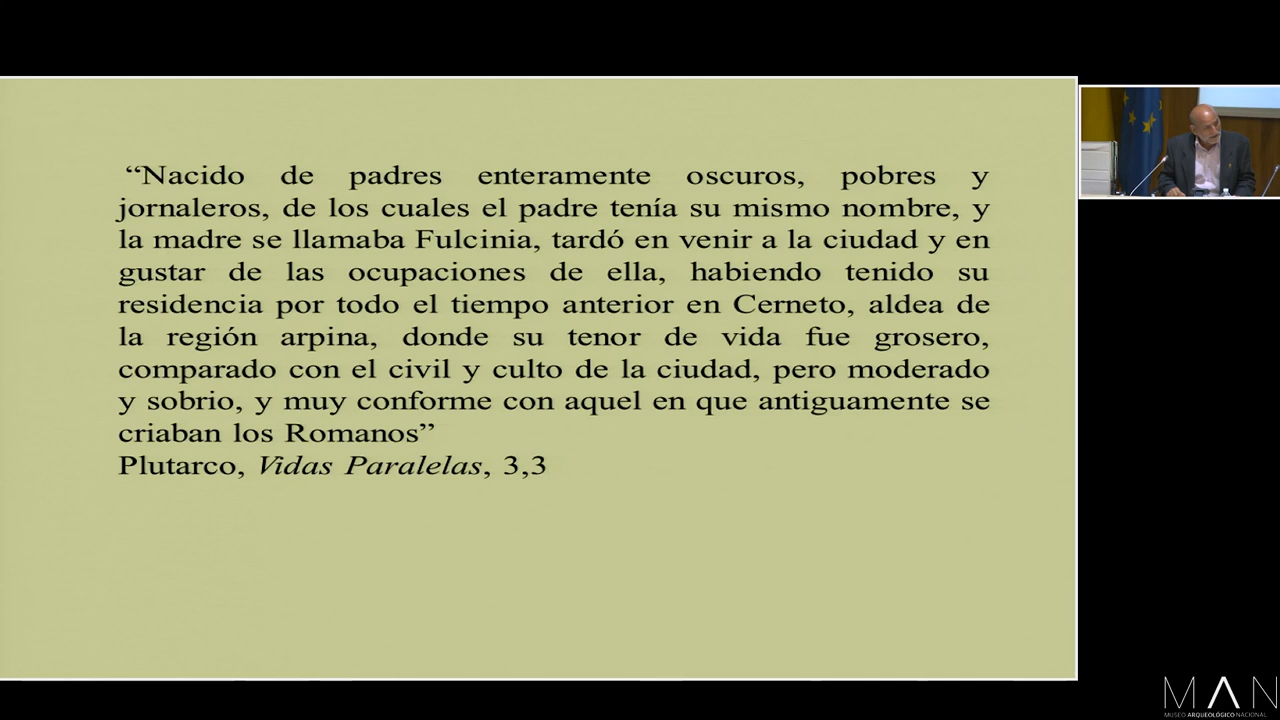 “Nacido de padres enteramente oscuros, pobres y
jornaleros, de los cuales el padre tenía su mismo nombre, y
la madre se llamaba Fulcinia, tardó en venir a la ciudad y en
gustar de las ocupaciones de ella, habiendo tenido su
residencia por todo el tiempo anterior en Cerneto, aldea de
la región arpina, donde su tenor de vida fue grosero,
comparado con el civil y culto de la ciudad, pero moderado
y sobrio, y muy conforme con aquel en que antiguamente se
criaban los Romanos”
Plutarco, Vidas Paralelas, 3,3
MAN
MUSEO ARQUEOLÓGICO NACIONAL